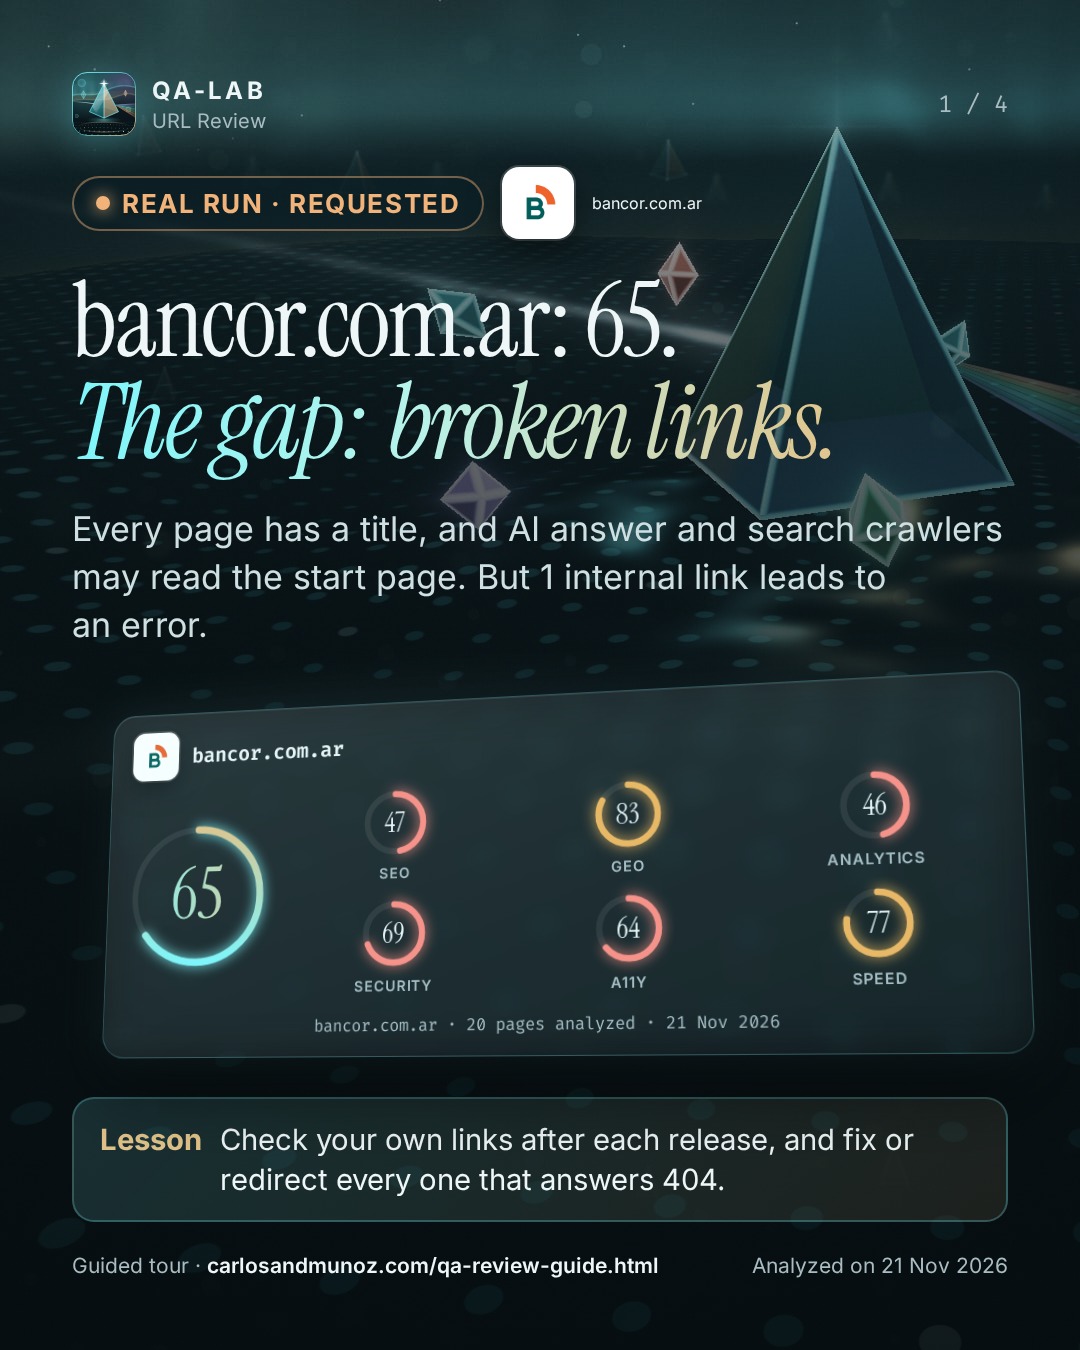 QA-LAB
URL Review
1 / 4
REAL RUN · REQUESTED
B
bancor.com.ar
bancor.com.ar: 65.
The gap: broken links.
Every page has a title, and AI answer and search crawlers
may read the start page. But 1 internal link leads to
an error.
B
bancor.com.ar
65
47
SEO
83
GEO
46
ANALYTICS
69
SECURITY
64
A11Y
77
SPEED
bancor.com.ar · 20 pages analyzed · 21 Nov 2026
Lesson Check your own links after each release, and fix or
redirect every one that answers 404.
Guided tour · carlosandmunoz.com/qa-review-guide.html
Analyzed on 21 Nov 2026